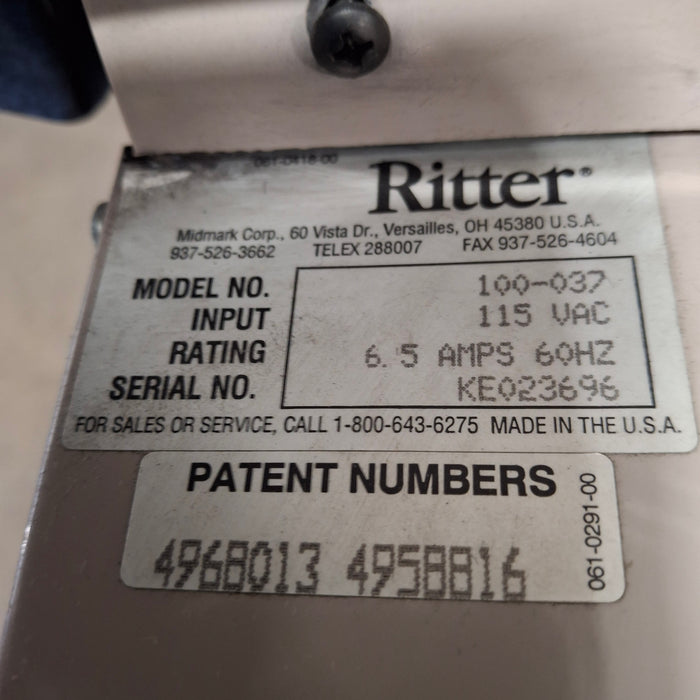 061-0418-00
Ritter®
Midmark Corp., 60 Vista Dr., Versailles, OH 45380 U.S.A.
937-526-3662 TELEX 288007 FAX 937-526-4604
MODEL NO. 100-037
INPUT 115 VAC
RATING 6.5 AMPS 60HZ
SERIAL NO. KE023696
FOR SALES OR SERVICE, CALL 1-800-643-6275 MADE IN THE U.S.A.
PATENT NUMBERS
4968013 4958816
061-0291-00